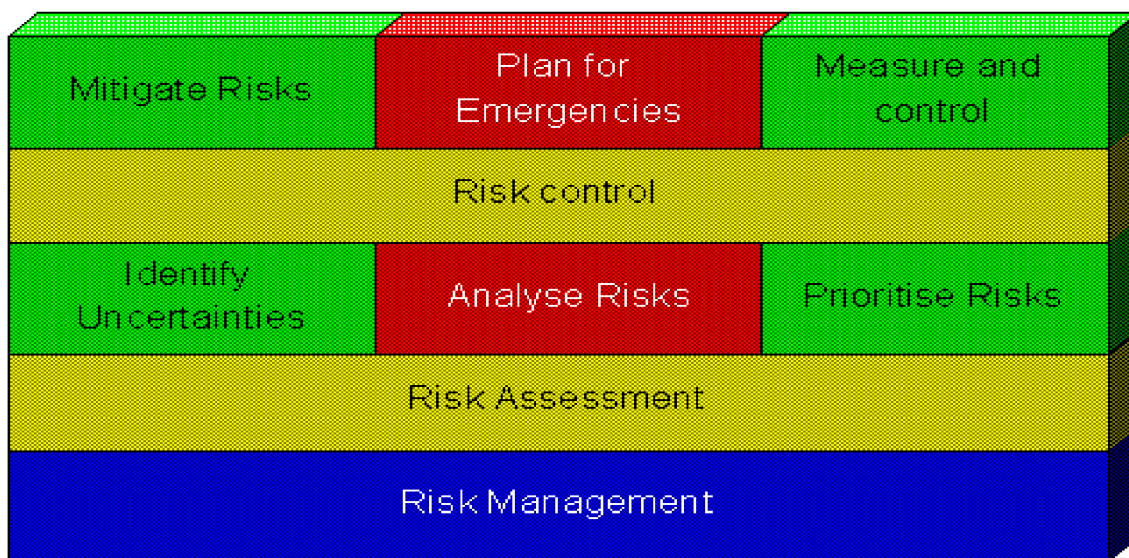 Mitigate Risks
Plan for
Emergencies
Measure and
control
Risk control
Identify
Uncertainties
Analyse Risks
Prioritise Risks
Risk Assessment
Risk Management